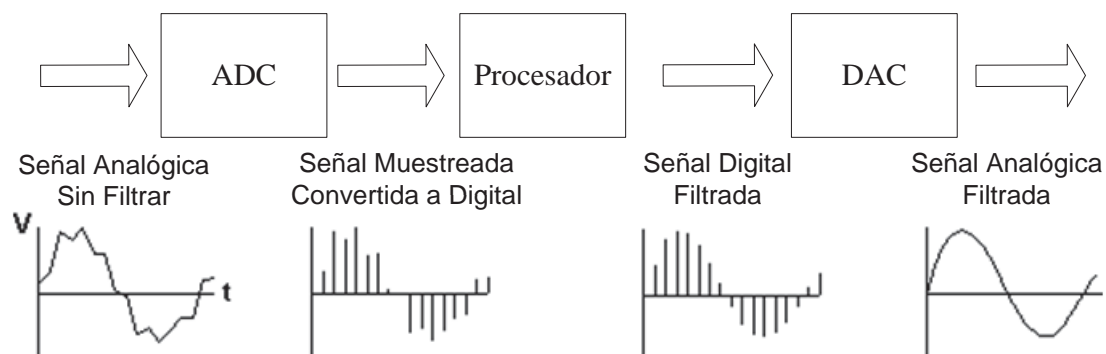 ADC
Procesador
DAC
Señal Analógica
Sin Filtrar
Señal Muestreada
Convertida a Digital
Señal Digital
Filtrada
Señal Analógica
Filtrada
V
t